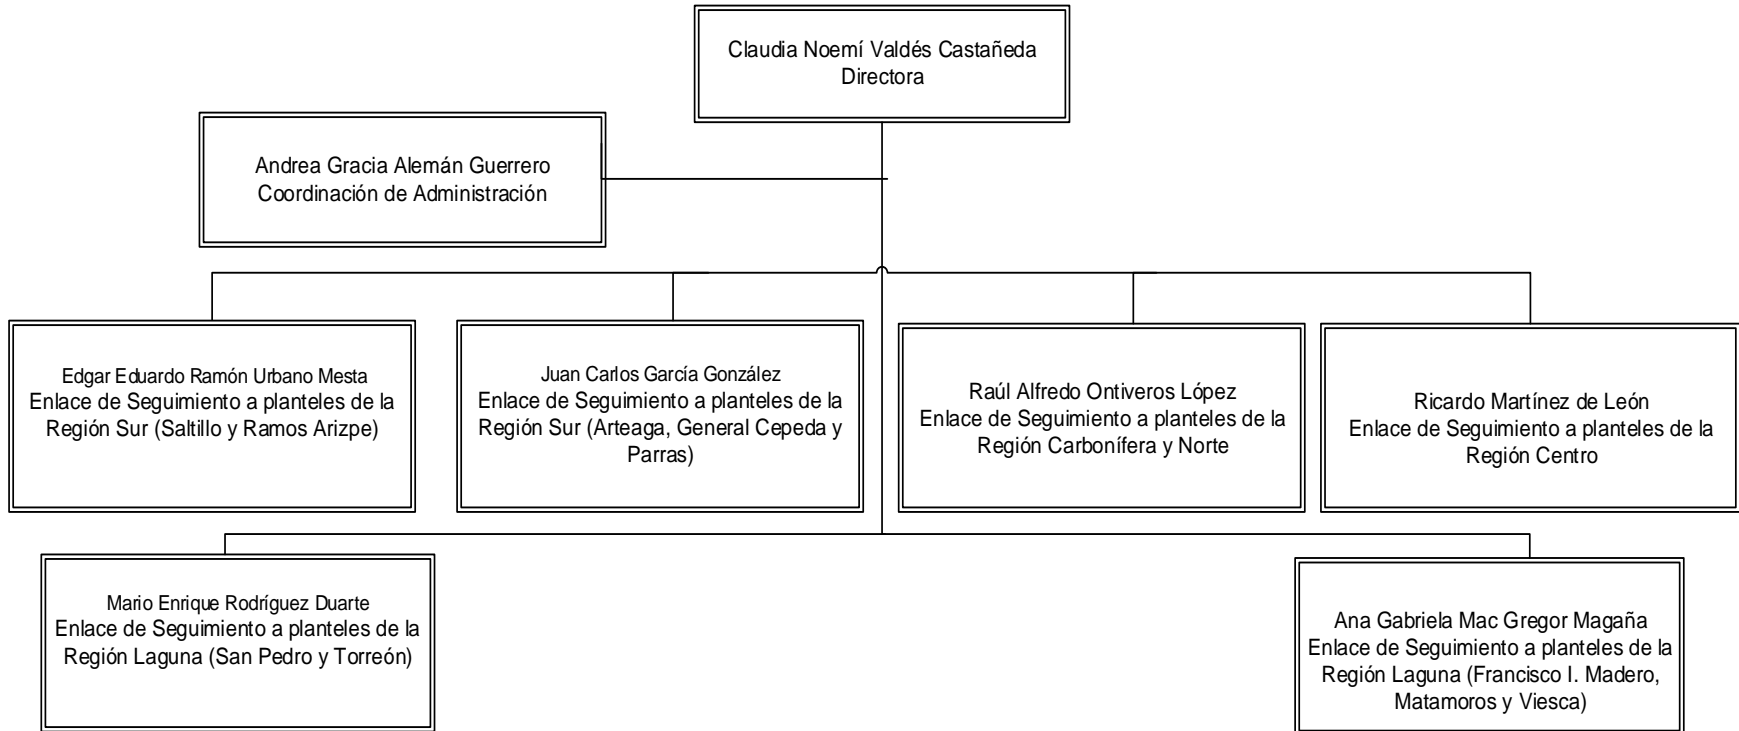 Claudia Noemí Valdés Castañeda
Directora
Andrea Gracia Alemán Guerrero
Coordinación de Administración
Edgar Eduardo Ramón Urbano Mesta
Enlace de Seguimiento a planteles de la
Región Sur (Saltillo y Ramos Arizpe)
Juan Carlos García González
Enlace de Seguimiento a planteles de la
Región Sur (Arteaga, General Cepeda y
Parras)
Raúl Alfredo Ontiveros López
Enlace de Seguimiento a planteles de la
Región Carbonífera y Norte
Ricardo Martínez de León
Enlace de Seguimiento a planteles de la
Región Centro
Mario Enrique Rodríguez Duarte
Enlace de Seguimiento a planteles de la
Región Laguna (San Pedro y Torreón)
Ana Gabriela Mac Gregor Magaña
Enlace de Seguimiento a planteles de la
Región Laguna (Francisco I. Madero,
Matamoros y Viesca)